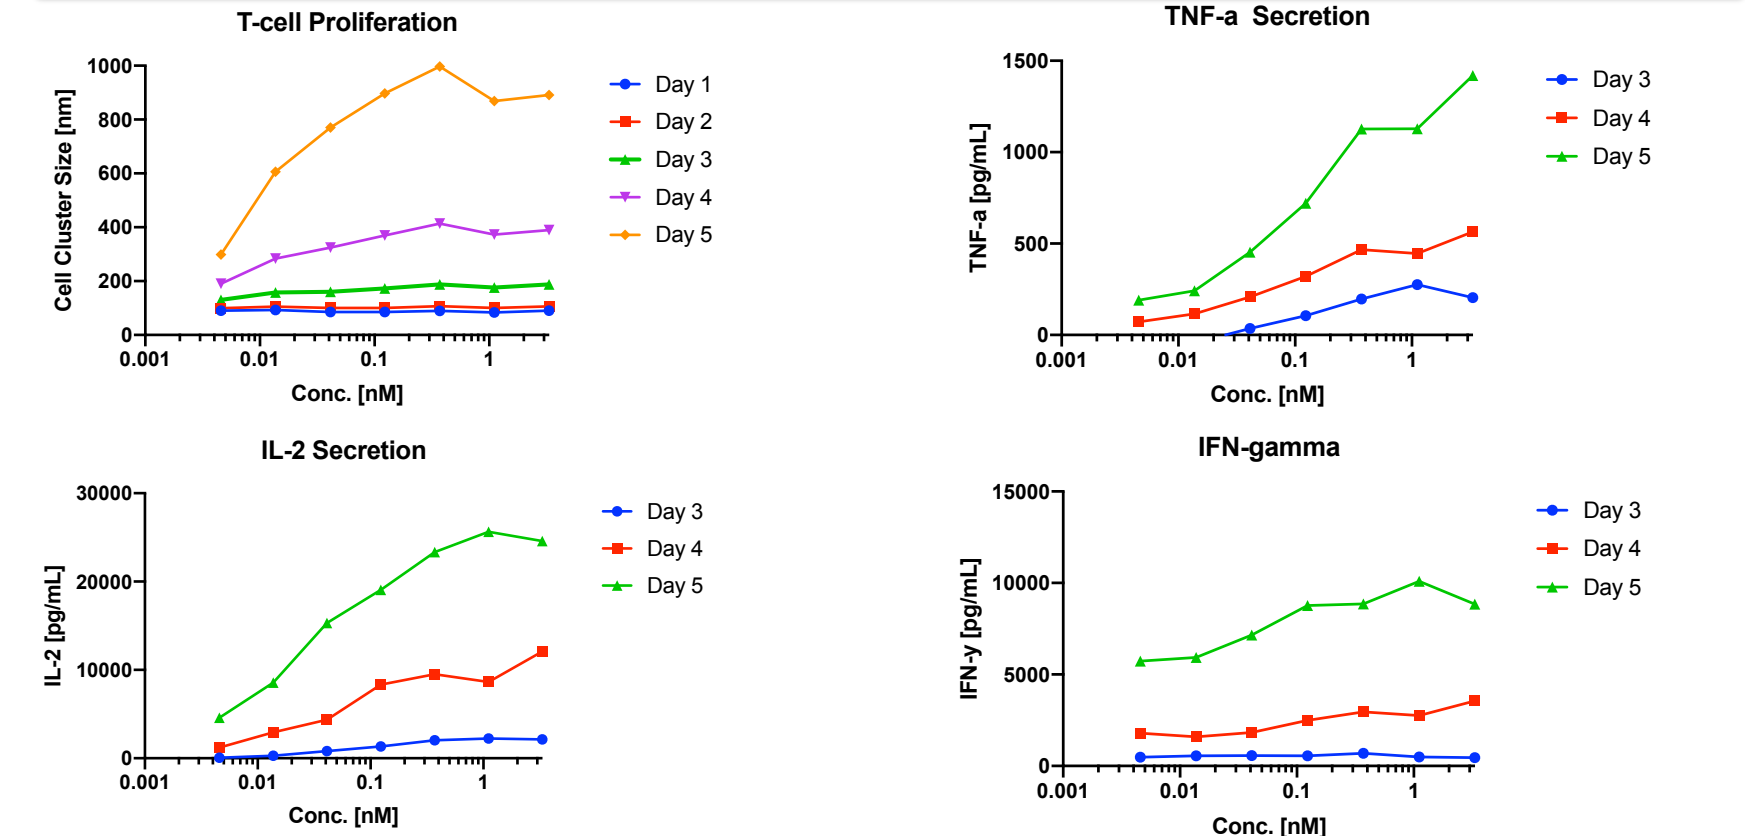 T-cell Proliferation
Cell Cluster Size [nm]
1000
800
600
400
200
0
0.001
0.01
0.1
1
Conc. [nM]
Day 1
Day 2
Day 3
Day 4
Day 5
TNF-a  Secretion
TNF-a [pg/mL]
1500
1000
500
0
0.001
0.01
0.1
1
Conc. [nM]
Day 3
Day 4
Day 5
IL-2 Secretion
IL-2 [pg/mL]
30000
20000
10000
0
0.001
0.01
0.1
1
Conc. [nM]
Day 3
Day 4
Day 5
IFN-gamma
IFN-y [pg/mL]
15000
10000
5000
0
0.001
0.01
0.1
1
Conc. [nM]
Day 3
Day 4
Day 5